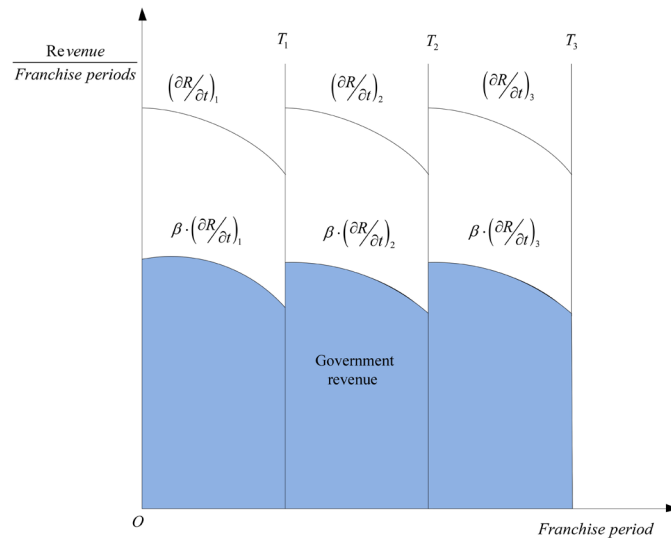 Revenue
Franchise periods
T₁
T₂
T₃
(∂R/∂t)₁
(∂R/∂t)₂
(∂R/∂t)₃
β·(∂R/∂t)₁
β·(∂R/∂t)₂
β·(∂R/∂t)₃
Government
revenue
O
Franchise period